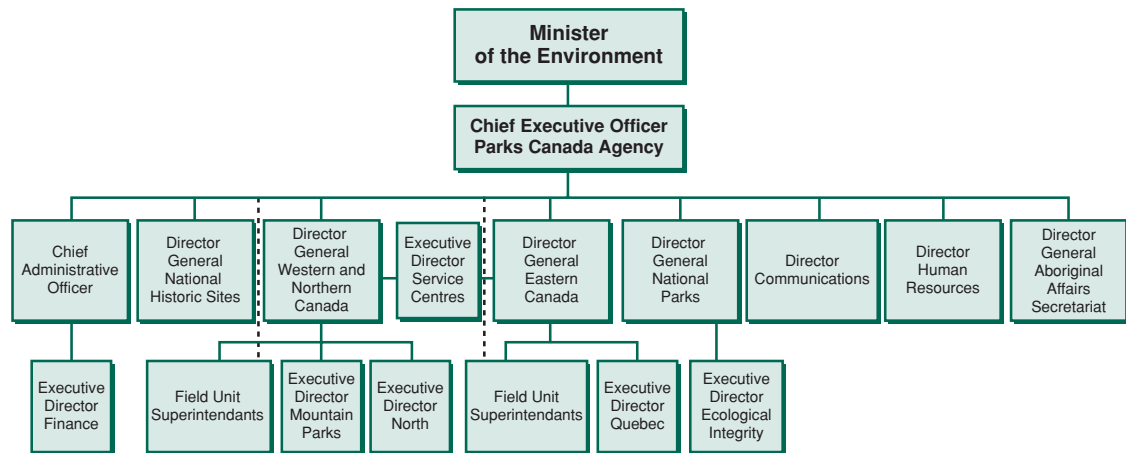 Minister
of the Environment
Chief Executive Officer
Parks Canada Agency
Chief
Administrative
Officer
Director
General
National
Historic Sites
Director
General
Western and
Northern
Canada
Executive
Director
Service
Centres
Director
General
Eastern
Canada
Director
General
National
Parks
Director
Communications
Director
Human
Resources
Director
General
Aboriginal
Affairs
Secretariat
Executive
Director
Finance
Field Unit
Superintendants
Executive
Director
Mountain
Parks
Executive
Director
North
Field Unit
Superintendants
Executive
Director
Quebec
Executive
Director
Ecological
Integrity